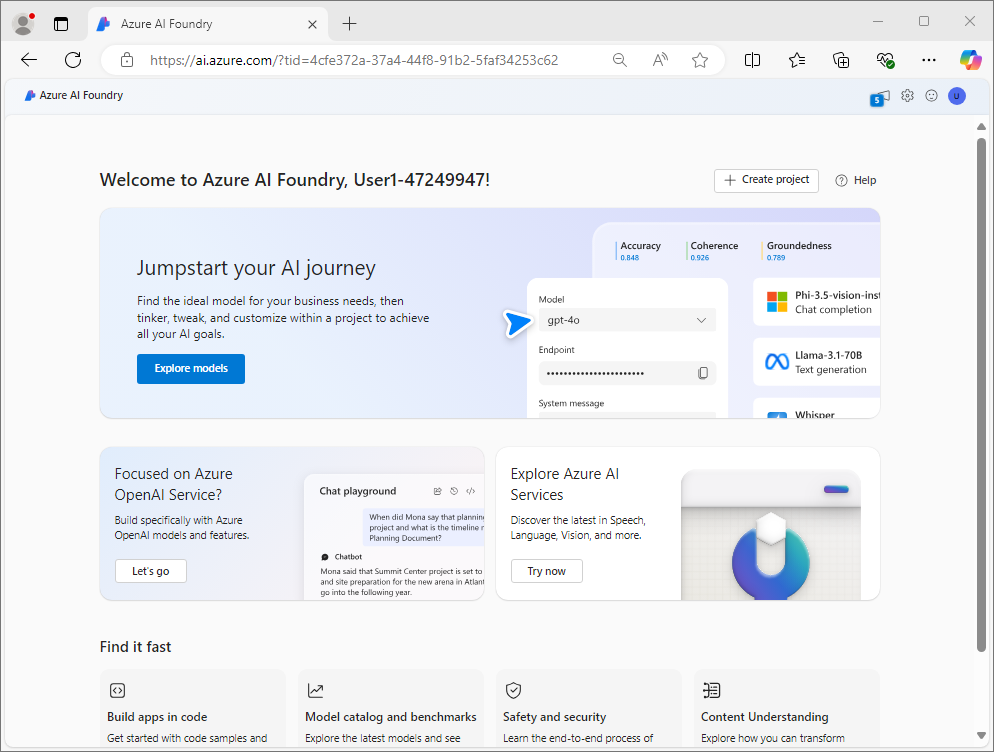 Azure AI Foundry
https://ai.azure.com/?tid=4cfe372a-37a4-44f8-91b2-5faf34253c62
Azure AI Foundry
5
U
Welcome to Azure AI Foundry, User1-47249947!
Create project
Help
Jumpstart your AI journey
Find the ideal model for your business needs, then
tinker, tweak, and customize within a project to achieve
all your AI goals.
Explore models
Accuracy
0.848
Coherence
0.926
Groundedness
0.789
Model
gpt-4o
Endpoint
System message
Phi-3.5-vision-inst
Chat completion
Llama-3.1-70B
Text generation
Whisper
Focused on Azure
OpenAI Service?
Build specifically with Azure
OpenAI models and features.
Let's go
Chat playground
When did Mona say that planning
project and what is the timeline
Planning Document?
Chatbot
Mona said that Summit Center project is set to
and site preparation for the new arena in Atlan
go into the following year.
Explore Azure AI
Services
Discover the latest in Speech,
Language, Vision, and more.
Try now
Find it fast
Build apps in code
Get started with code samples and
Model catalog and benchmarks
Explore the latest models and see
Safety and security
Learn the end-to-end process of
Content Understanding
Explore how you can transform